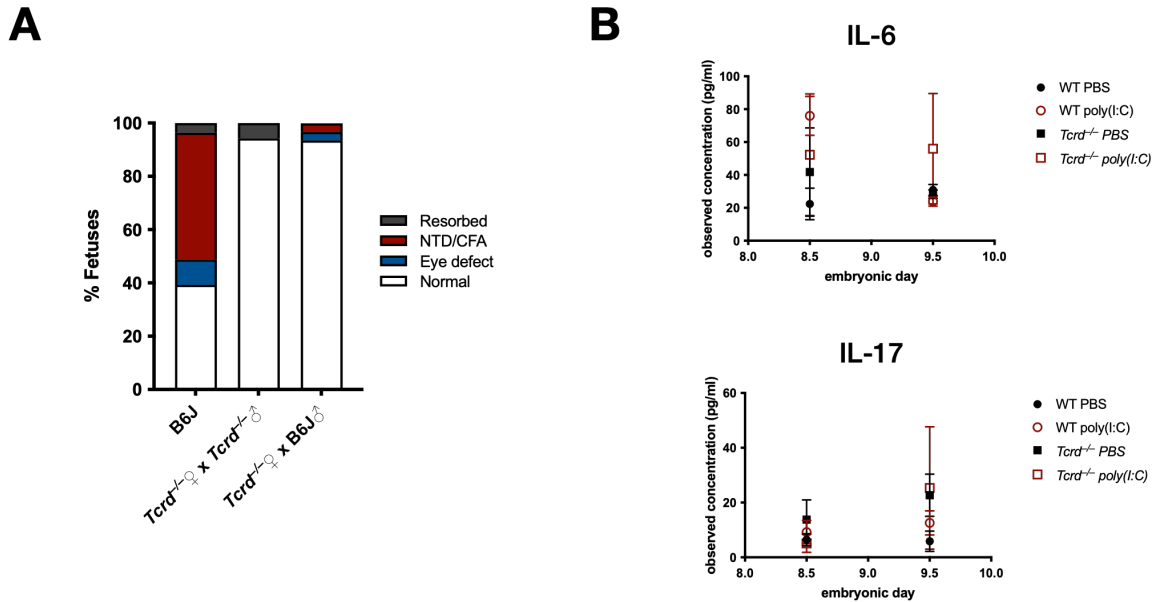 A
% Fetuses
100
80
60
40
20
0
B6J
Tcrd–/–♀ x Tcrd–/–♂
Tcrd–/–♀ x B6J♂
Resorbed
NTD/CFA
Eye defect
Normal
B
IL-6
observed concentration (pg/ml)
100
80
60
40
20
0
8.0 8.5 9.0 9.5 10.0
embryonic day
WT PBS
WT poly(I:C)
Tcrd–/– PBS
Tcrd–/– poly(I:C)
IL-17
observed concentration (pg/ml)
60
40
20
0
8.0 8.5 9.0 9.5 10.0
embryonic day
WT PBS
WT poly(I:C)
Tcrd–/– PBS
Tcrd–/– poly(I:C)